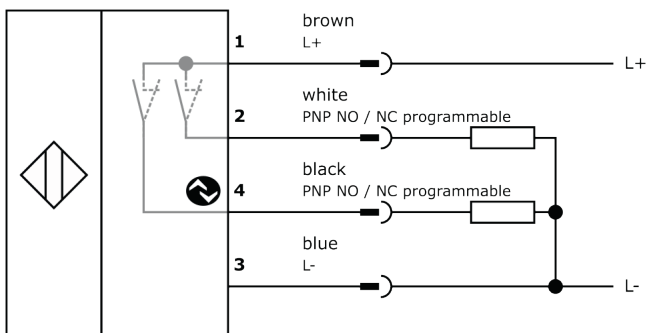 brown
1 L+ L+
white
2 PNP NO / NC programmable
black
4 PNP NO / NC programmable
blue
3 L- L-